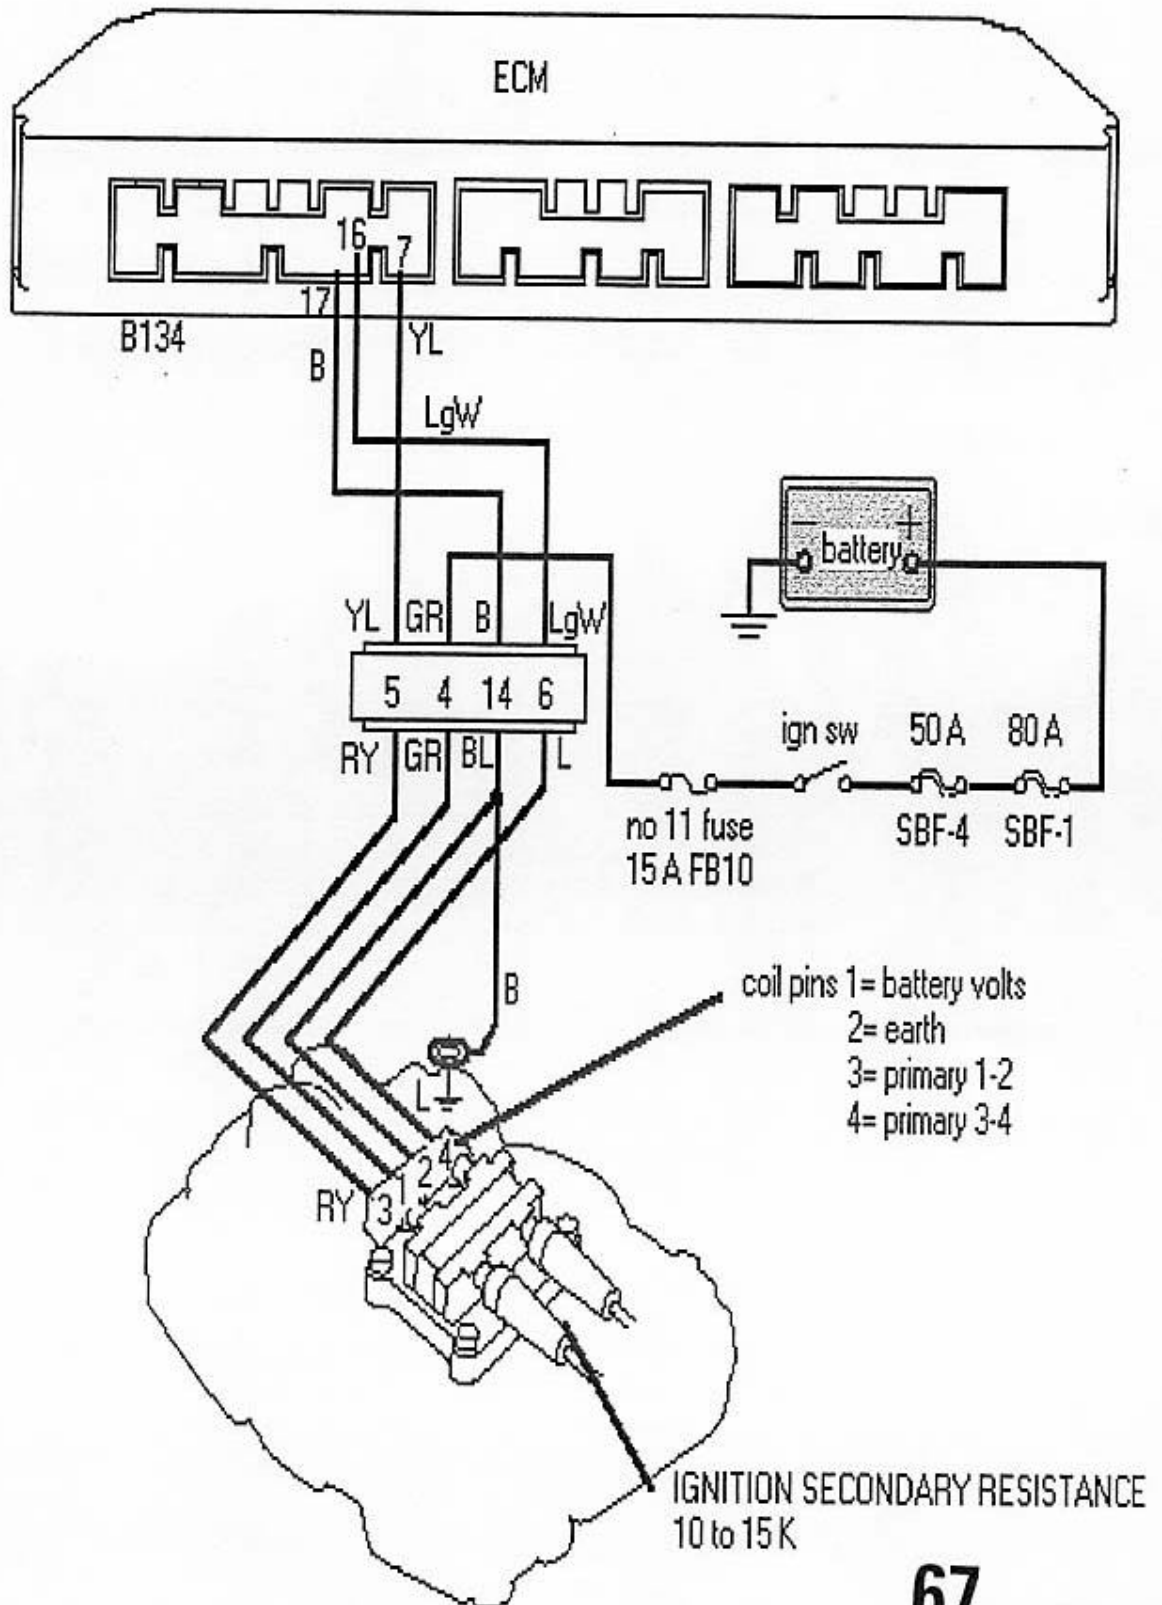 ECM
16
7
17
B134
B
YL
LgW
- +
battery
YL GR B LgW
5 4 14 6
RY GR BL L
ign sw 50 A 80 A
no 11 fuse SBF-4 SBF-1
15 A FB10
B
coil pins 1= battery volts
2= earth
3= primary 1-2
4= primary 3-4
L
4
2
1
RY 3
IGNITION SECONDARY RESISTANCE
10 to 15 K
67